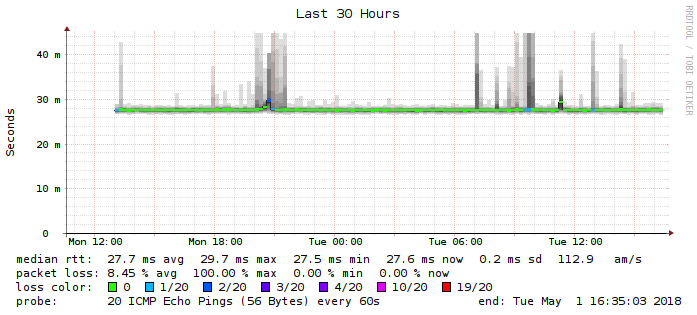 Last 30 Hours
RRDTOOL / TOBI OETIKER
Seconds
40 m
30 m
20 m
10 m
0
Mon 12:00 Mon 18:00 Tue 00:00 Tue 06:00 Tue 12:00
median rtt: 27.7 ms avg 29.7 ms max 27.5 ms min 27.6 ms now 0.2 ms sd 112.9 am/s
packet loss: 8.45 % avg 100.00 % max 0.00 % min 0.00 % now
loss color: 0 1/20 2/20 3/20 4/20 10/20 19/20
probe: 20 ICMP Echo Pings (56 Bytes) every 60s end: Tue May 1 16:35:03 2018